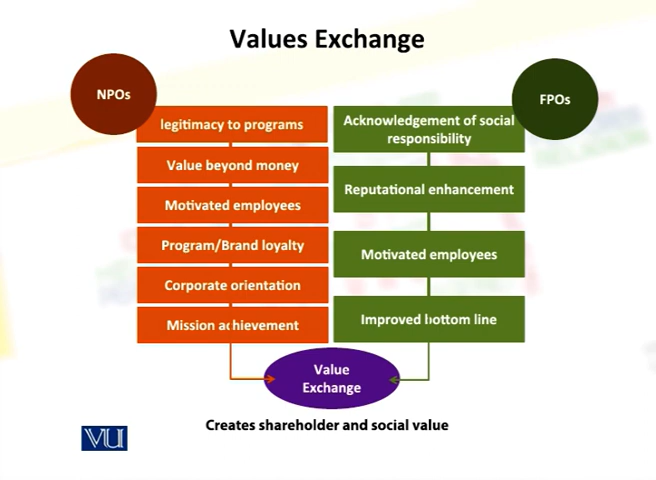 Values Exchange
NPOs
legitimacy to programs
Value beyond money
Motivated employees
Program/Brand loyalty
Corporate orientation
Mission achievement
FPOs
Acknowledgement of social
responsibility
Reputational enhancement
Motivated employees
Improved bottom line
Value
Exchange
Creates shareholder and social value
VU